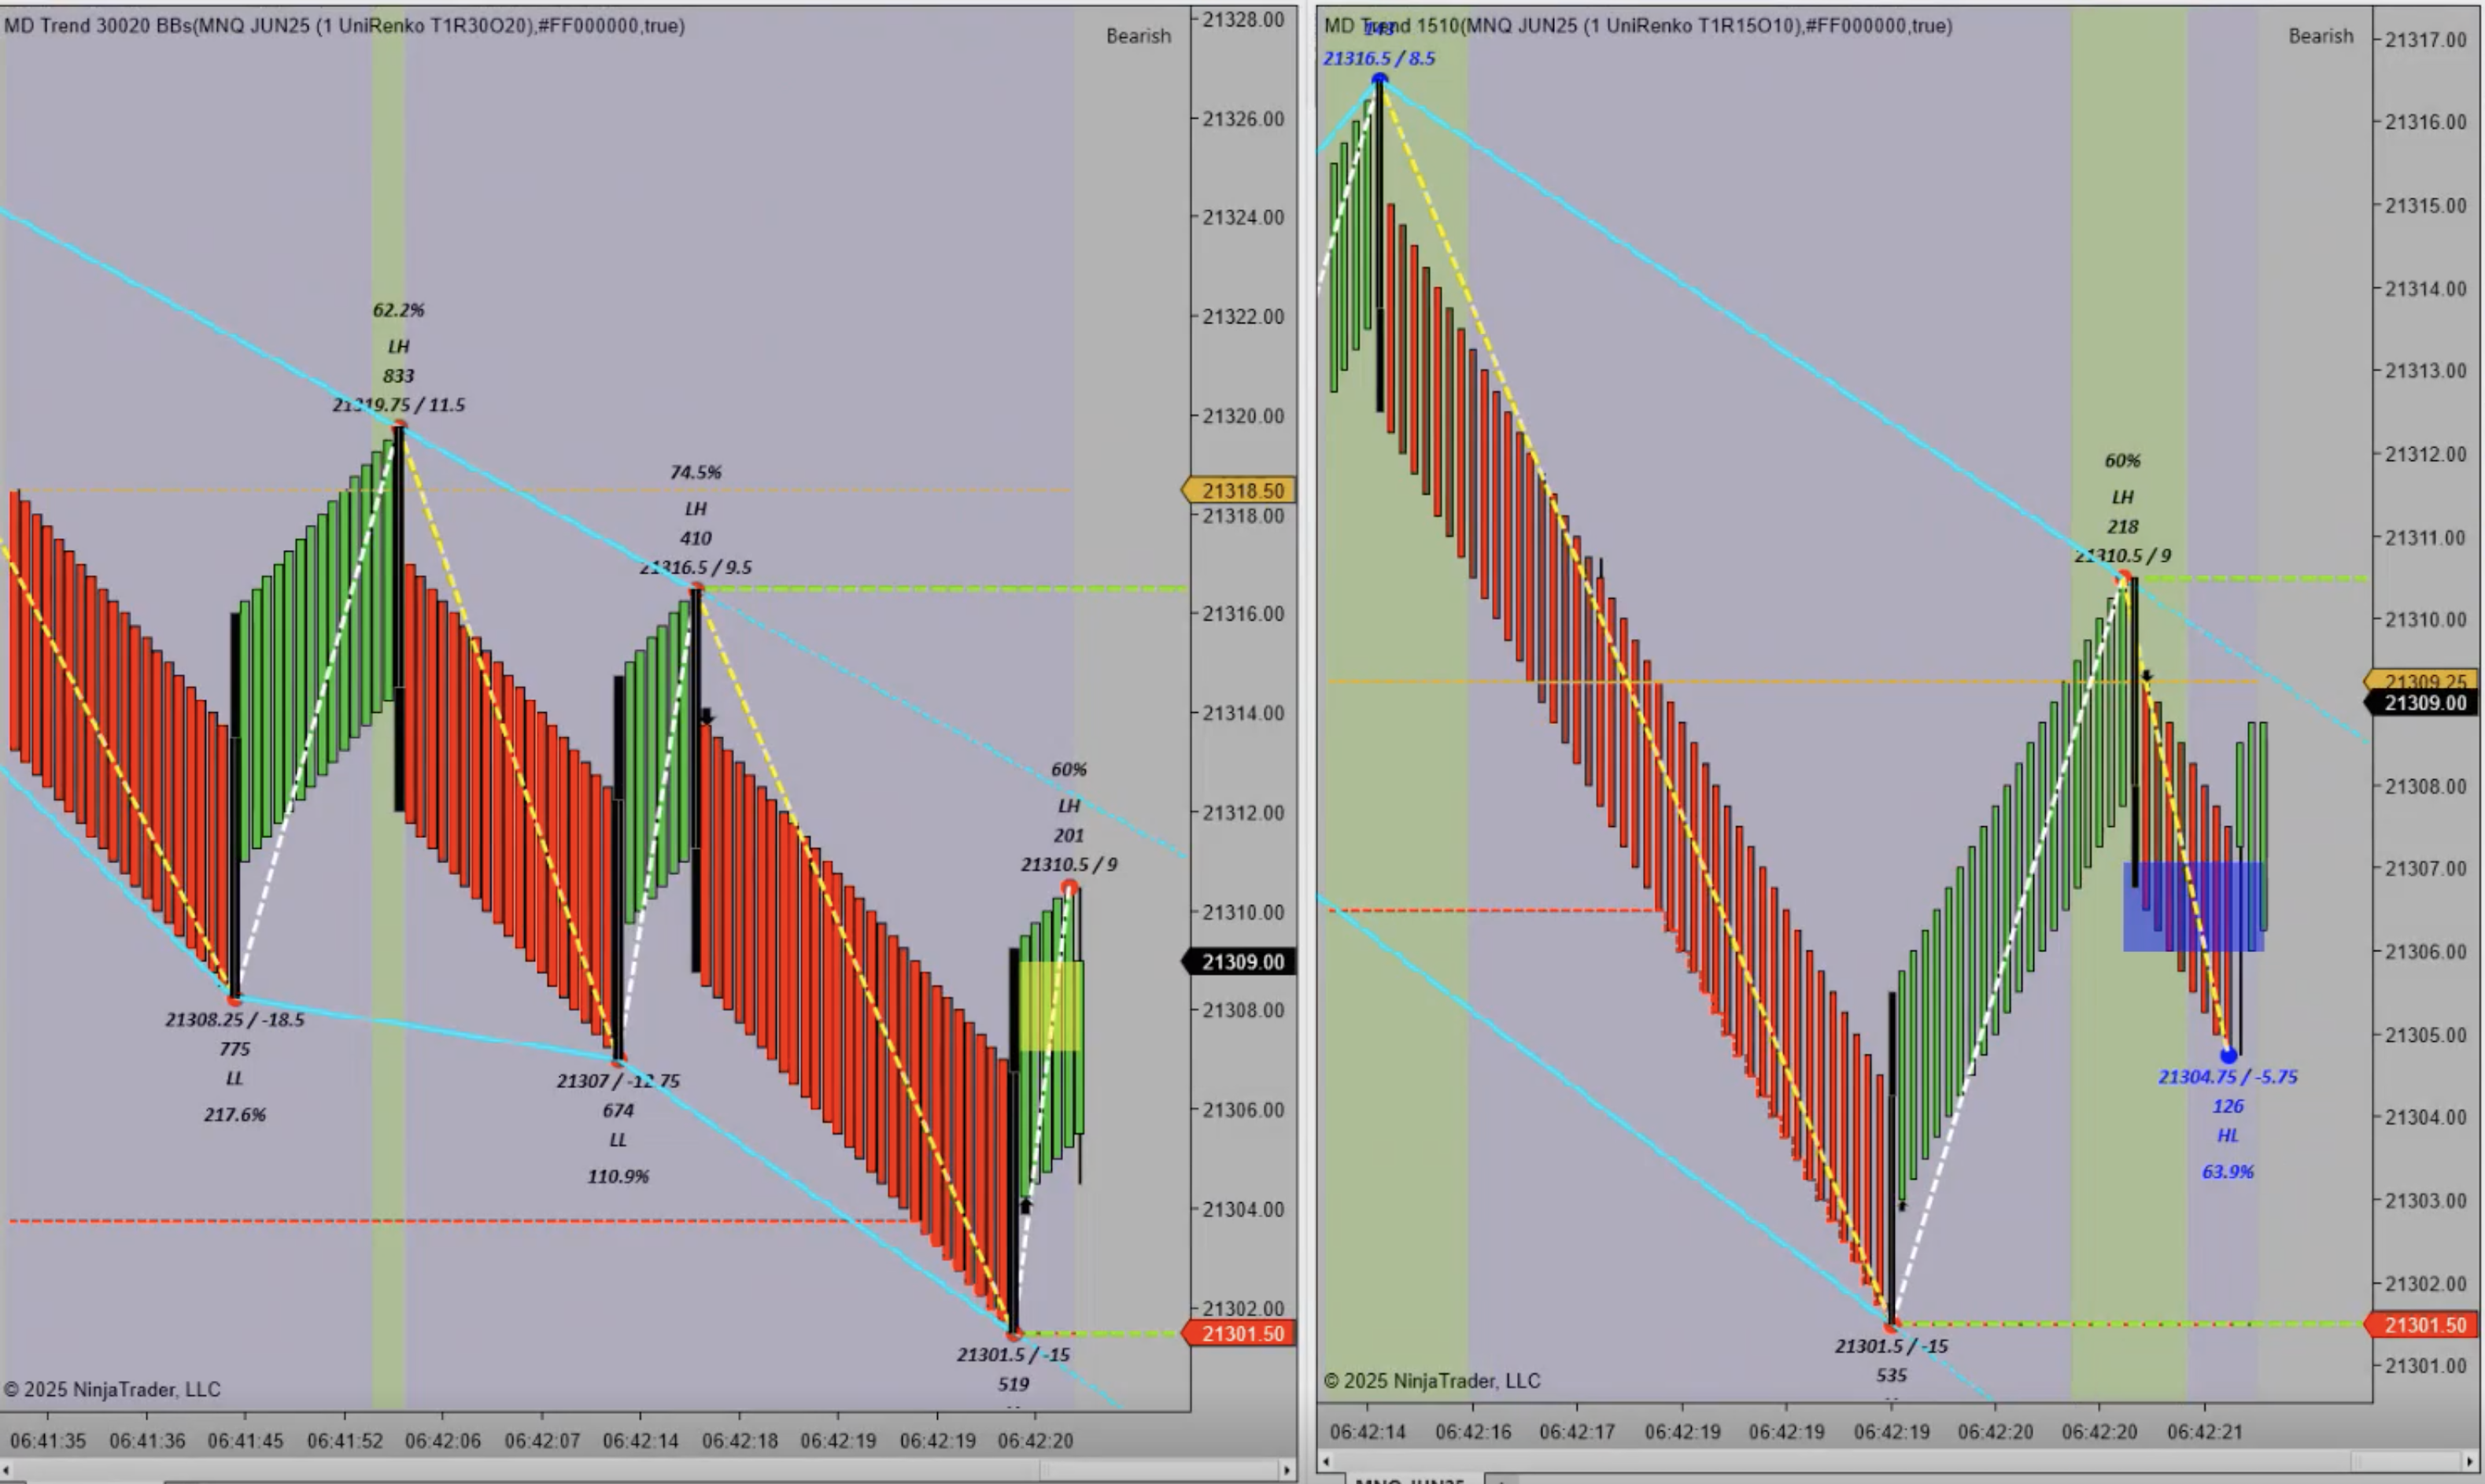 MD Trend 30020 BBs(MNQ JUN25 (1 UniRenko T1R30O20),#FF000000,true)
Bearish
62.2%
LH
833
21319.75 / 11.5
74.5%
LH
410
21316.5 / 9.5
60%
LH
201
21310.5 / 9
21308.25 / -18.5
775
LL
217.6%
21307 / -12.75
674
LL
110.9%
21301.5 / -15
519
21328.00
21326.00
21324.00
21322.00
21320.00
21318.50
21318.00
21316.00
21314.00
21312.00
21310.00
21309.00
21308.00
21306.00
21304.00
21302.00
21301.50
© 2025 NinjaTrader, LLC
06:41:35 06:41:36 06:41:45 06:41:52 06:42:06 06:42:07 06:42:14 06:42:18 06:42:19 06:42:19 06:42:20
MD Trend 1510(MNQ JUN25 (1 UniRenko T1R15O10),#FF000000,true)
Bearish
21316.5 / 8.5
60%
LH
218
21310.5 / 9
21304.75 / -5.75
126
HL
63.9%
21301.5 / -15
535
21317.00
21316.00
21315.00
21314.00
21313.00
21312.00
21311.00
21310.00
21309.25
21309.00
21308.00
21307.00
21306.00
21305.00
21304.00
21303.00
21302.00
21301.50
21301.00
© 2025 NinjaTrader, LLC
06:42:14 06:42:16 06:42:17 06:42:19 06:42:19 06:42:19 06:42:20 06:42:20 06:42:21
MNQ JUN25